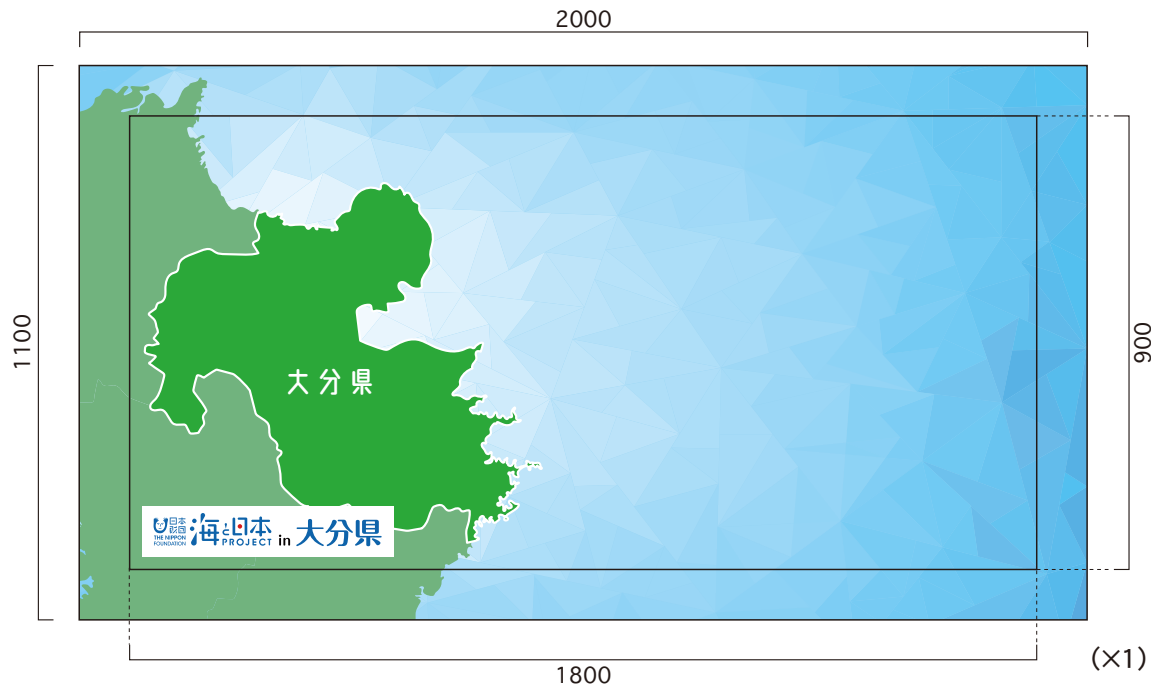 2000
1100
900
大分県
日本
財団
THE NIPPON
FOUNDATION
海と日本
PROJECT
in 大分県
1800
(×1)